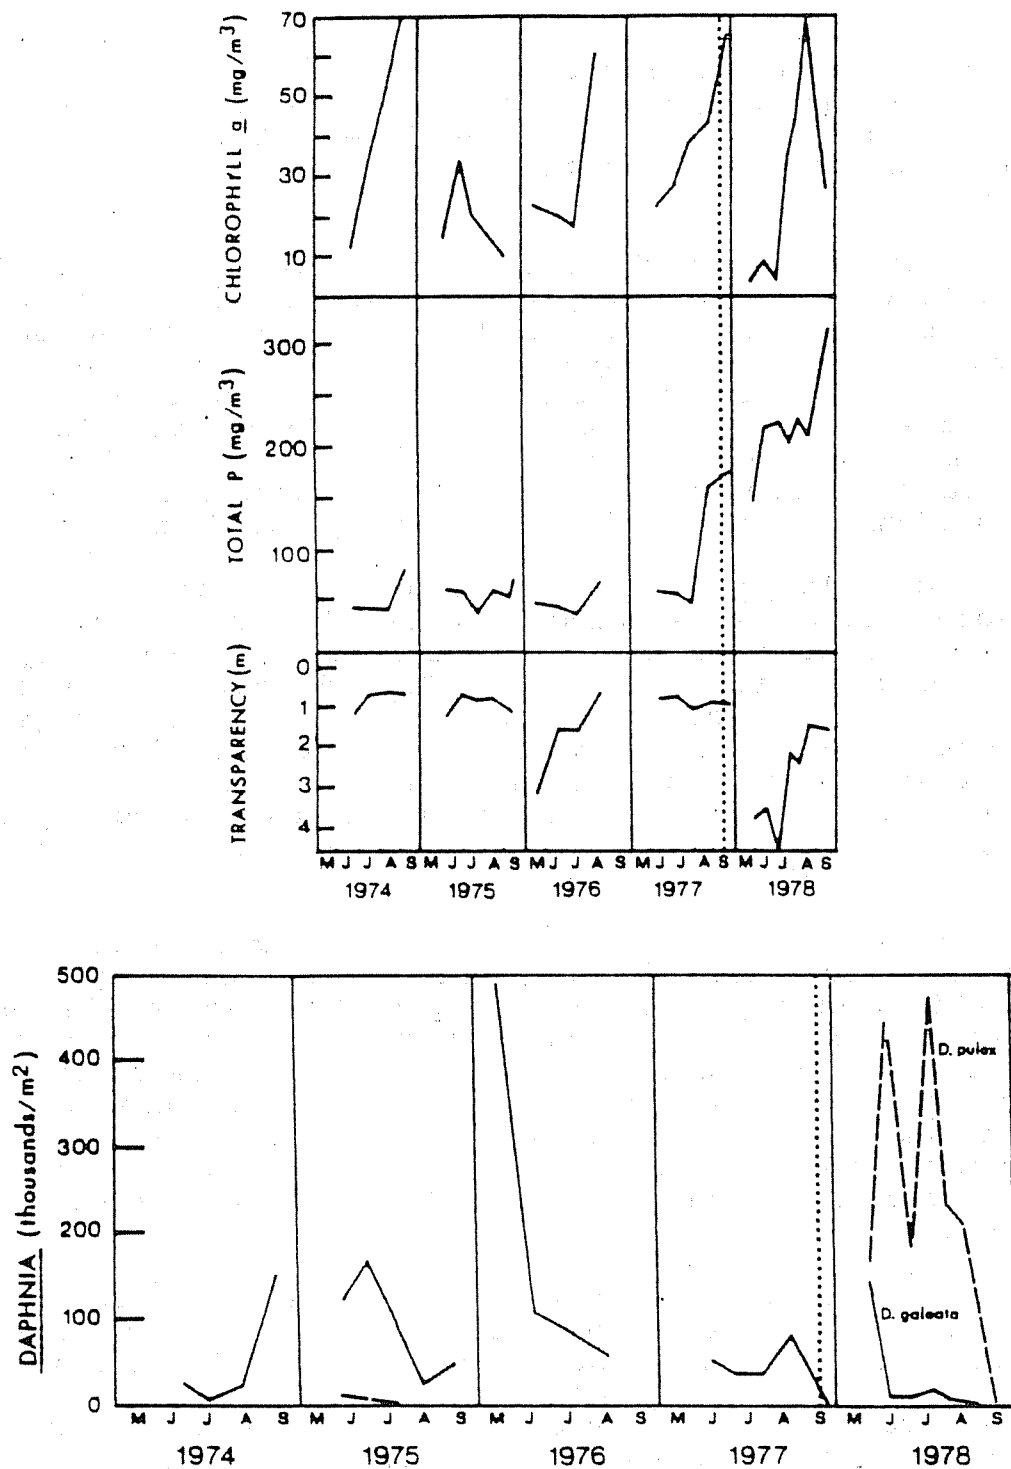 CHLOROPHYLL a (mg/m3)
70
50
30
10
TOTAL P (mg/m3)
300
200
100
TRANSPARENCY (m)
0
1
2
3
4
M J J A S M J J A S M J J A S M J J A S M J J A S
1974 1975 1976 1977 1978
DAPHNIA (thousands/m2)
500
400
300
200
100
0
D. pulex
D. galeata
M J J A S M J J A S M J J A S M J J A S M J J A S
1974 1975 1976 1977 1978